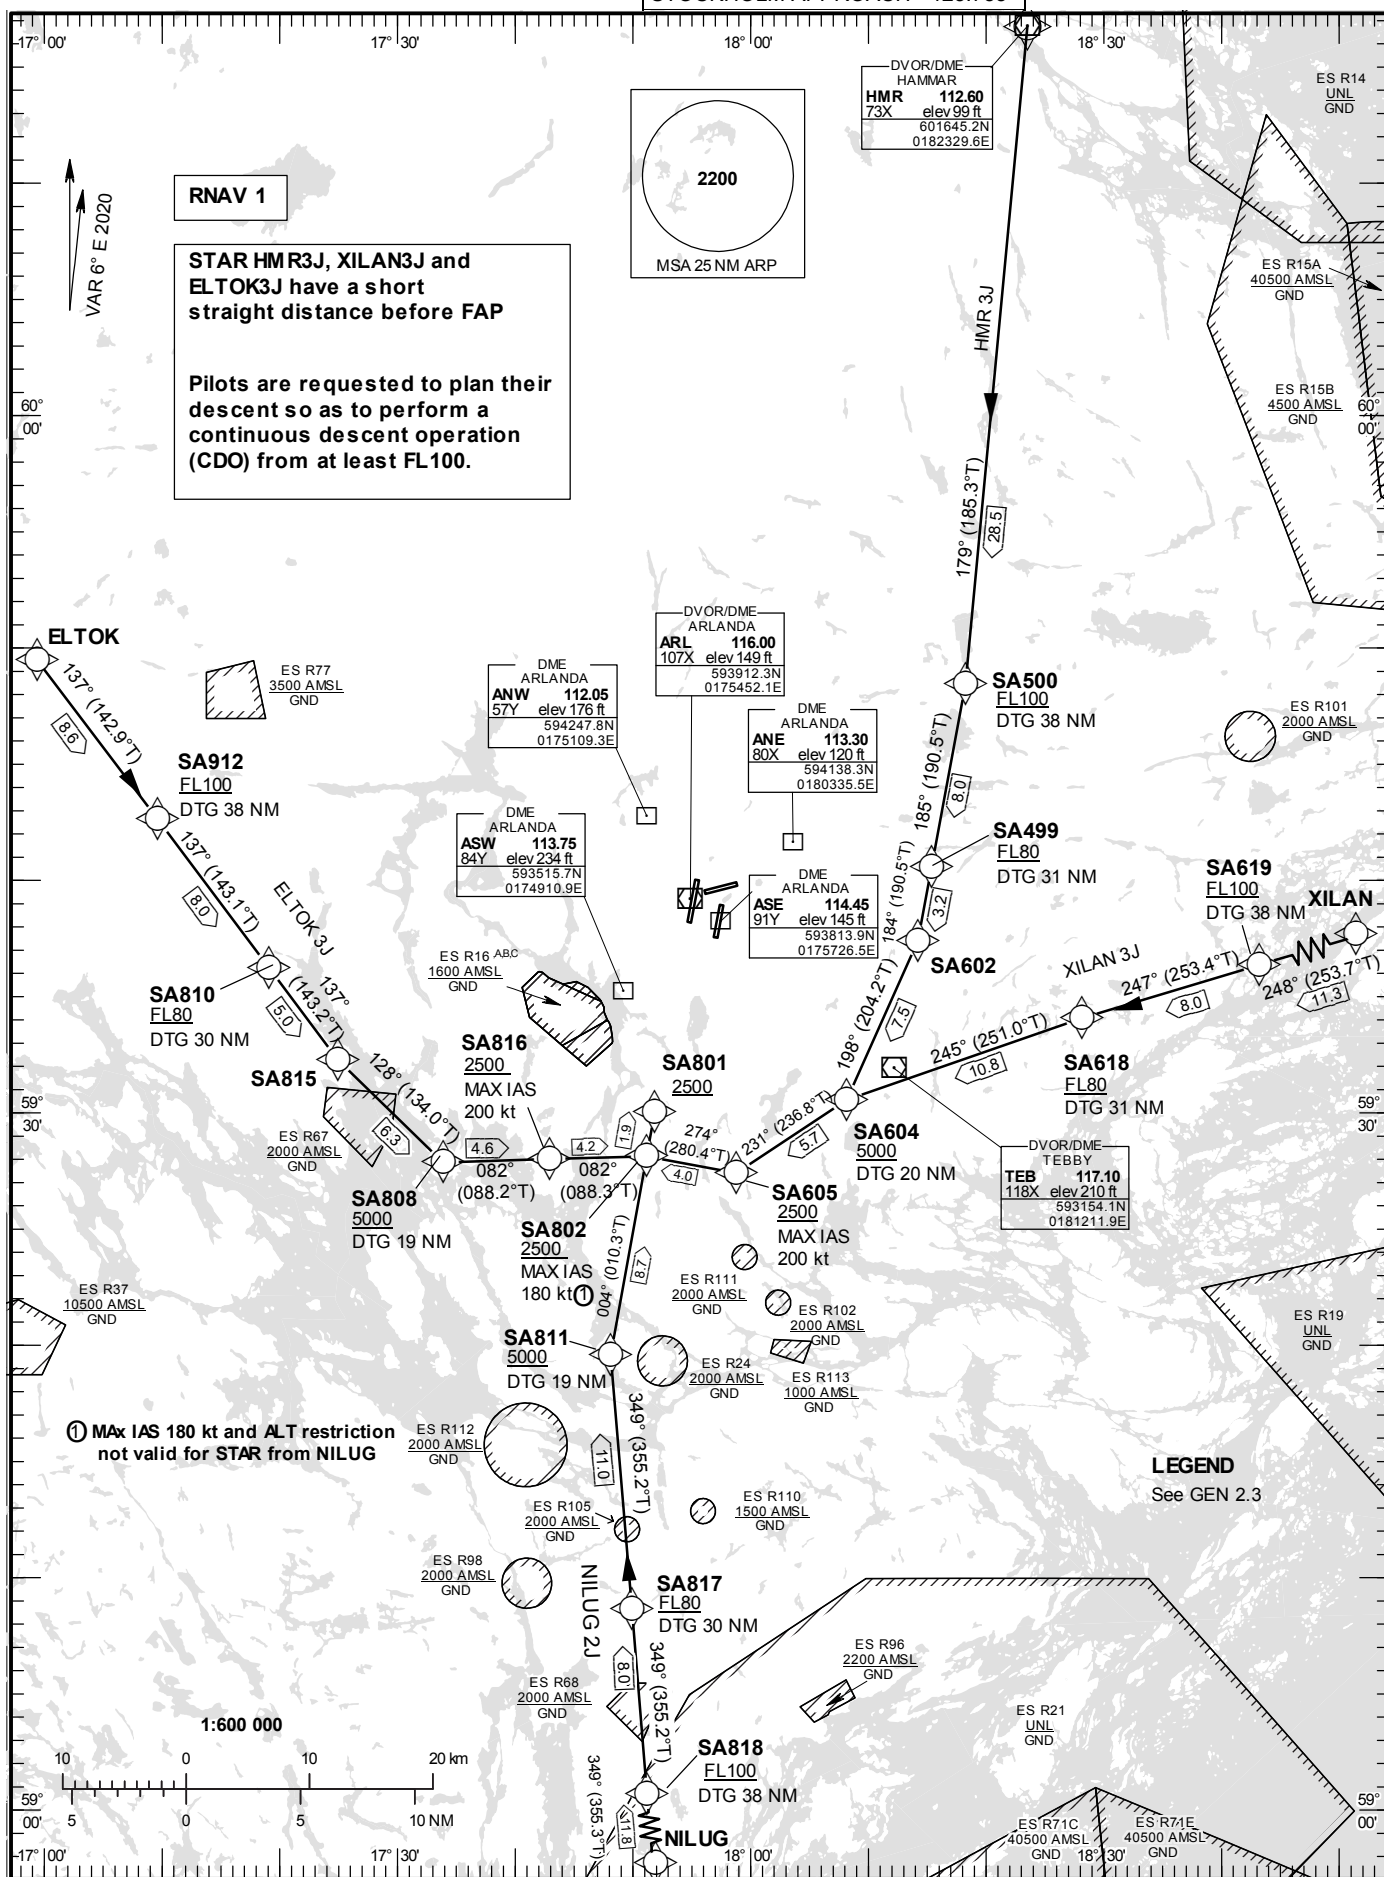 17° 00'
17° 30'
18° 00'
18° 30'
DVOR/DME
HAMMAR
HMR 112.60
73X elev 99 ft
601645.2N
0182329.6E
ES R14
UNL
GND
2200
MSA 25 NM ARP
VAR 6° E 2020
RNAV 1
STAR HMR3J, XILAN3J and
ELTOK3J have a short
straight distance before FAP
Pilots are requested to plan their
descent so as to perform a
continuous descent operation
(CDO) from at least FL100.
HMR 3J
ES R15A
40500 AMSL
GND
ES R15B
4500 AMSL
GND
60°
00'
60°
00'
179° (185.3°T)
28.5
ELTOK
137° (142.9°T)
8.6
ES R77
3500 AMSL
GND
DVOR/DME
ARLANDA
ARL 116.00
107X elev 149 ft
593912.3N
0175452.1E
DME
ARLANDA
ANW 112.05
57Y elev 176 ft
594247.8N
0175109.3E
DME
ARLANDA
ANE 113.30
80X elev 120 ft
594138.3N
0180335.5E
SA500
FL100
DTG 38 NM
185° (190.5°T)
8.0
ES R101
2000 AMSL
GND
SA912
FL100
DTG 38 NM
137° (143.1°T)
8.0
ELTOK 3J
DME
ARLANDA
ASW 113.75
84Y elev 234 ft
593515.7N
0174910.9E
DME
ARLANDA
ASE 114.45
91Y elev 145 ft
593813.9N
0175726.5E
SA499
FL80
DTG 31 NM
184° (190.5°T)
3.2
SA602
SA619
FL100
DTG 38 NM
XILAN
XILAN 3J
247° (253.4°T)
8.0
248° (253.7°T)
11.3
ES R16 ABC
1600 AMSL
GND
SA810
FL80
DTG 30 NM
137°
(143.2°T)
5.0
198° (204.2°T)
7.5
245° (251.0°T)
10.8
SA618
FL80
DTG 31 NM
SA815
128° (134.0°T)
6.3
SA816
2500
MAX IAS
200 kt
SA801
2500
1.9
59°
30'
59°
30'
ES R67
2000 AMSL
GND
4.6
082°
(088.2°T)
4.2
082°
(088.3°T)
274°
(280.4°T)
4.0
231° (236.8°T)
5.7
SA604
5000
DTG 20 NM
DVOR/DME
TEBBY
TEB 117.10
118X elev 210 ft
593154.1N
0181211.9E
SA808
5000
DTG 19 NM
SA802
2500
MAX IAS
180 kt 1
SA605
2500
MAX IAS
200 kt
004° (010.3°T)
8.7
ES R111
2000 AMSL
GND
ES R102
2000 AMSL
GND
ES R37
10500 AMSL
GND
ES R19
UNL
GND
SA811
5000
DTG 19 NM
ES R24
2000 AMSL
GND
ES R113
1000 AMSL
GND
1 MAx IAS 180 kt and ALT restriction
not valid for STAR from NILUG
ES R112
2000 AMSL
GND
349° (355.2°T)
11.0
LEGEND
See GEN 2.3
ES R105
2000 AMSL
GND
ES R110
1500 AMSL
GND
ES R98
2000 AMSL
GND
NILUG 2J
SA817
FL80
DTG 30 NM
349° (355.2°T)
8.0
ES R96
2200 AMSL
GND
ES R68
2000 AMSL
GND
ES R21
UNL
GND
1:600 000
10 0 10 20 km
5 0 5 10 NM
SA818
FL100
DTG 38 NM
349° (355.3°T)
11.8
NILUG
59°
00'
59°
00'
ES R71C
40500 AMSL
GND
ES R71E
40500 AMSL
GND
17° 00'
17° 30'
18° 00'
18° 30'